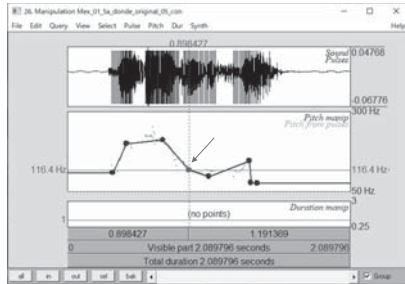 26. Manipulation Mex_01_5a_donde_original_05_con
File Edit Query View Select Pulse Pitch Dur Synth Help
0.898427
Sound
Pulses
0.04768
-0.06776
300 Hz
Pitch manip
Pitch from pulses
116.4 Hz
116.4 Hz
50 Hz
Duration manip
3
1
(no points)
0.25
0.898427 1.191369
0 Visible part 2.089796 seconds 2.089796
Total duration 2.089796 seconds
all in out sel bak Group